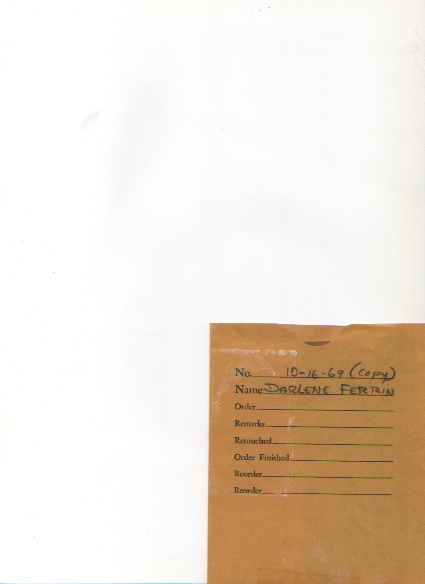 No. 10-16-69 (COPY)
Name DARLENE FERRIN
Order
Remarks
Retouched
Order Finished
Reorder
Reorder